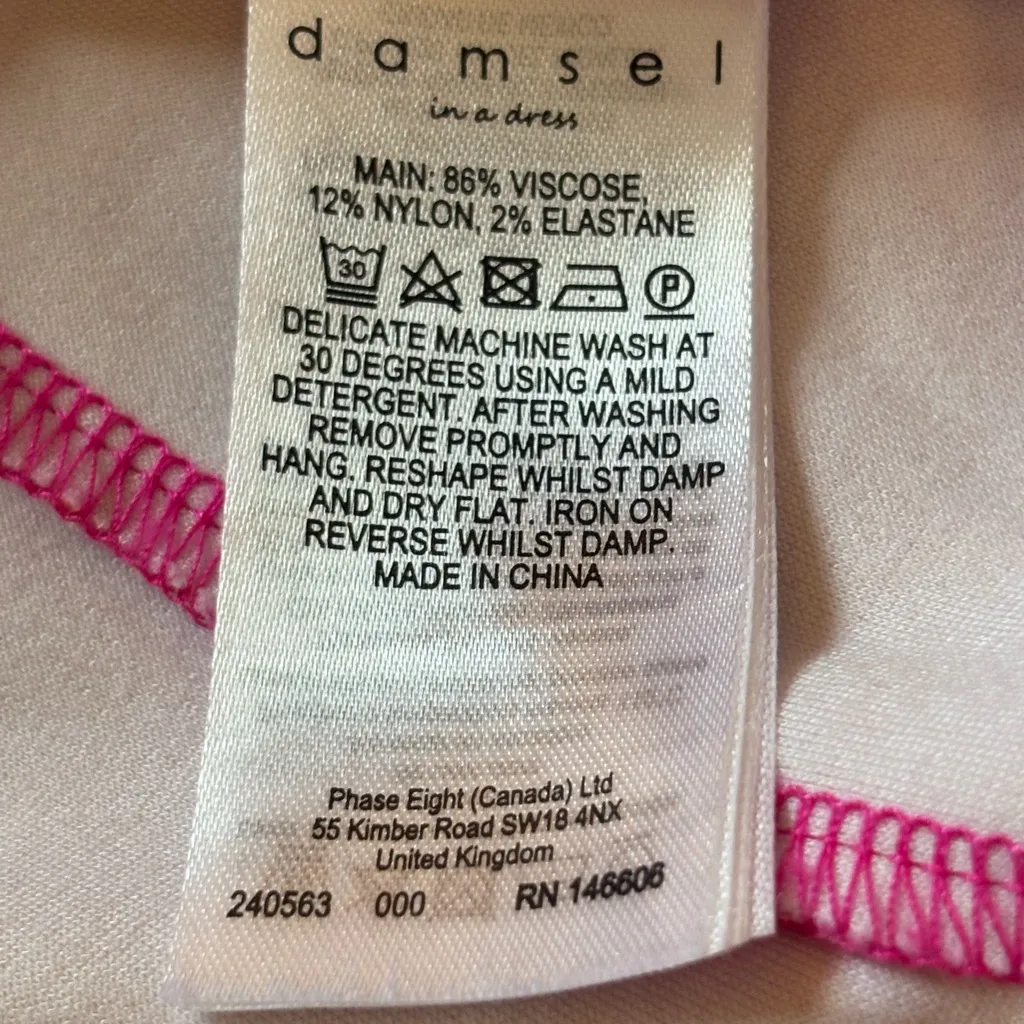 damsel
in a dress
MAIN: 86% VISCOSE,
12% NYLON, 2% ELASTANE
30 P
DELICATE MACHINE WASH AT
30 DEGREES USING A MILD
DETERGENT. AFTER WASHING
REMOVE PROMPTLY AND
HANG. RESHAPE WHILST DAMP
AND DRY FLAT. IRON ON
REVERSE WHILST DAMP.
MADE IN CHINA
Phase Eight (Canada) Ltd
55 Kimber Road SW18 4NX
United Kingdom
240563 000 RN 146606